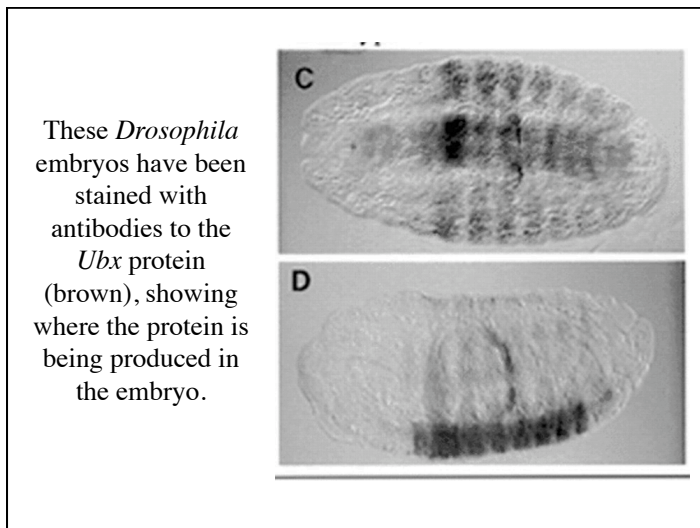 These Drosophila
embryos have been
stained with
antibodies to the
Ubx protein
(brown), showing
where the protein is
being produced in
the embryo.
C
D